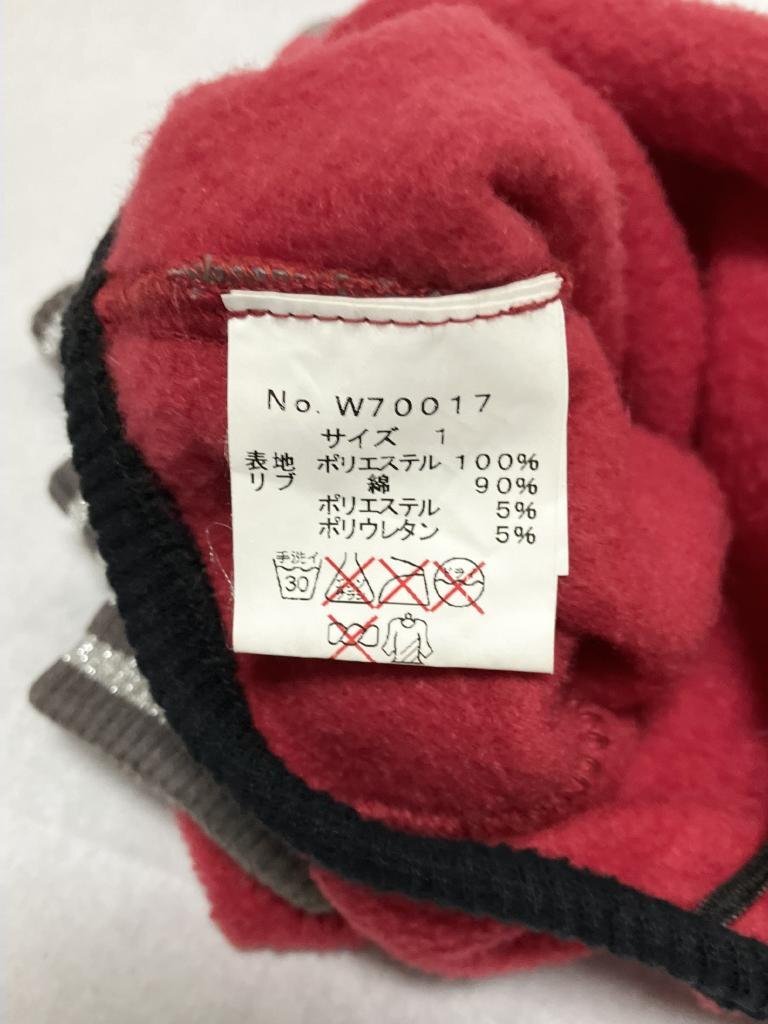 No. W70017
サイズ 1
表地 ポリエステル 100%
リブ 綿 90%
ポリエステル 5%
ポリウレタン 5%
手洗イ
30